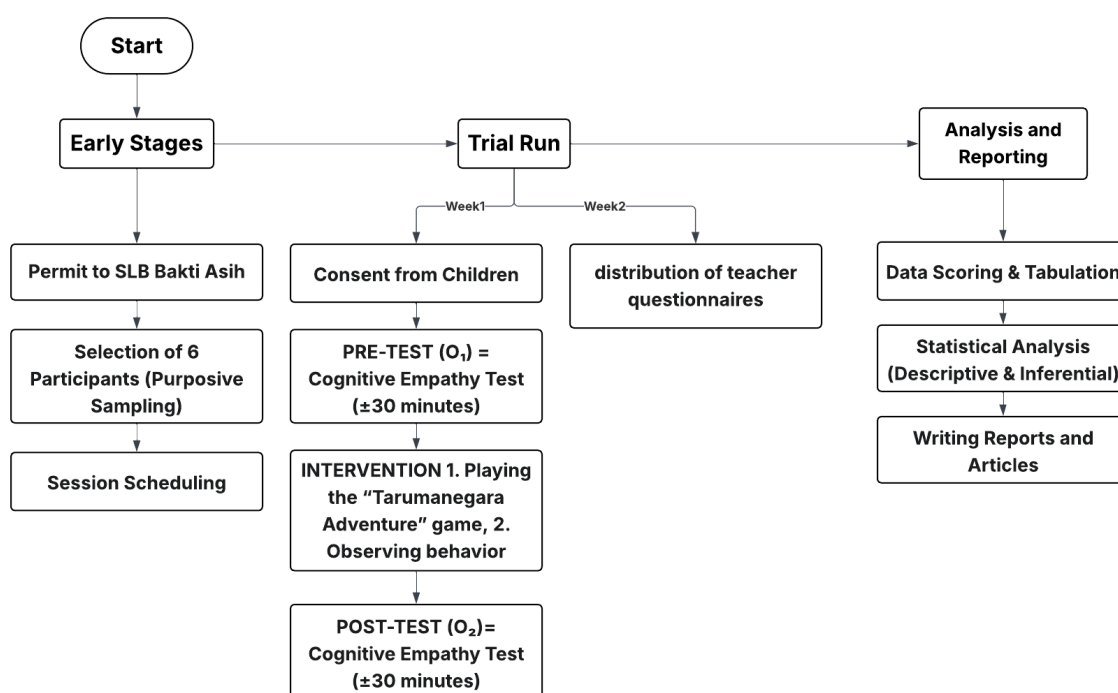 Start
Early Stages
Trial Run
Analysis and
Reporting
Week1
Week2
Permit to SLB Bakti Asih
Selection of 6
Participants (Purposive
Sampling)
Session Scheduling
Consent from Children
PRE-TEST (O₁) =
Cognitive Empathy Test
(±30 minutes)
INTERVENTION 1. Playing
the “Tarumanegara
Adventure” game, 2.
Observing behavior
POST-TEST (O₂)=
Cognitive Empathy Test
(±30 minutes)
distribution of teacher
questionnaires
Data Scoring & Tabulation
Statistical Analysis
(Descriptive & Inferential)
Writing Reports and
Articles